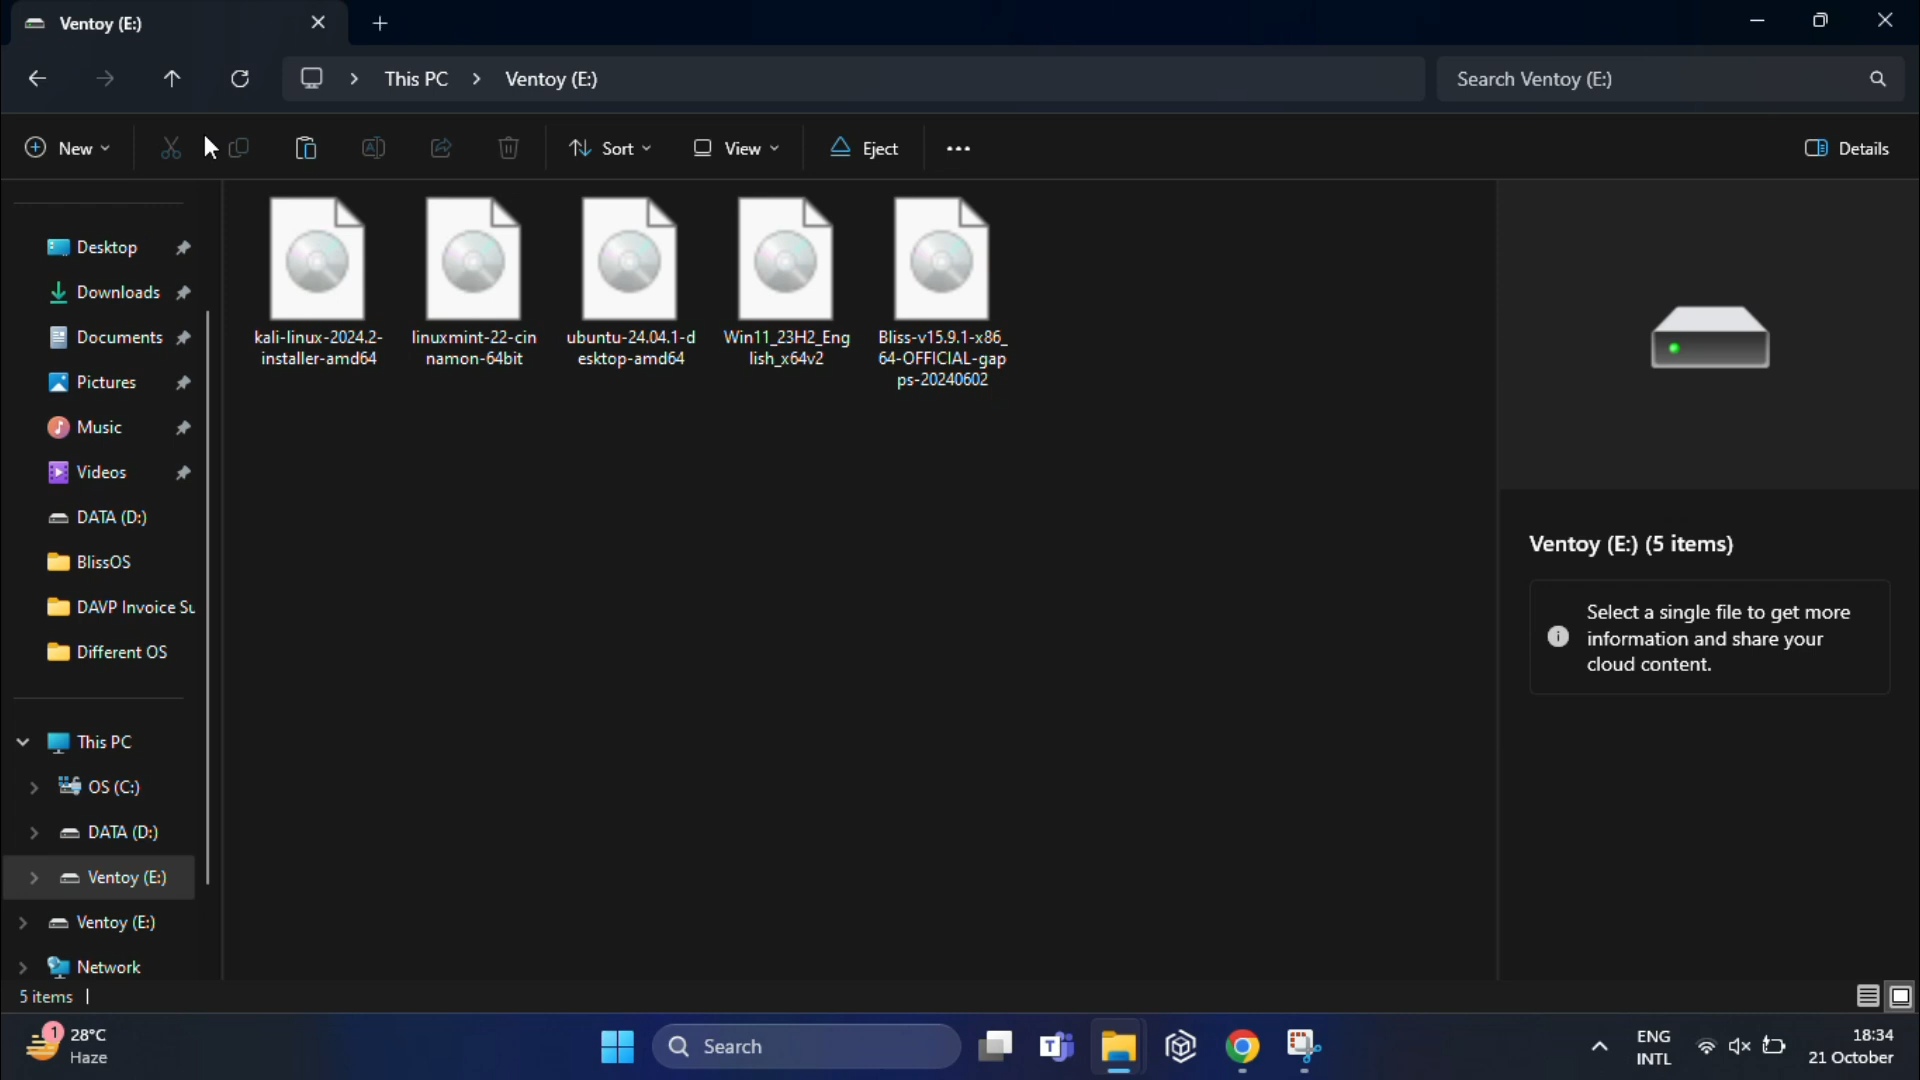 Ventoy (E:)
This PC > Ventoy (E:)
Search Ventoy (E:)
New
Sort
View
Eject
Details
Desktop
Downloads
Documents
Pictures
Music
Videos
DATA (D:)
BlissOS
DAVP Invoice Su
Different OS
This PC
OS (C:)
DATA (D:)
Ventoy (E:)
Ventoy (E:)
Network
kali-linux-2024.2-
installer-amd64
linuxmint-22-cin
namon-64bit
ubuntu-24.04.1-d
esktop-amd64
Win11_23H2_Eng
lish_x64v2
Bliss-v15.9.1-x86_
64-OFFICIAL-gap
ps-20240602
Ventoy (E:) (5 items)
Select a single file to get more
information and share your
cloud content.
5 items
1
28°C
Haze
Search
ENG
INTL
18:34
21 October